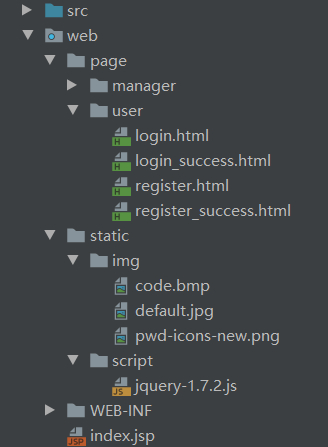 src
web
page
manager
user
login.html
login_success.html
register.html
register_success.html
static
img
code.bmp
default.jpg
pwd-icons-new.png
script
jquery-1.7.2.js
WEB-INF
index.jsp